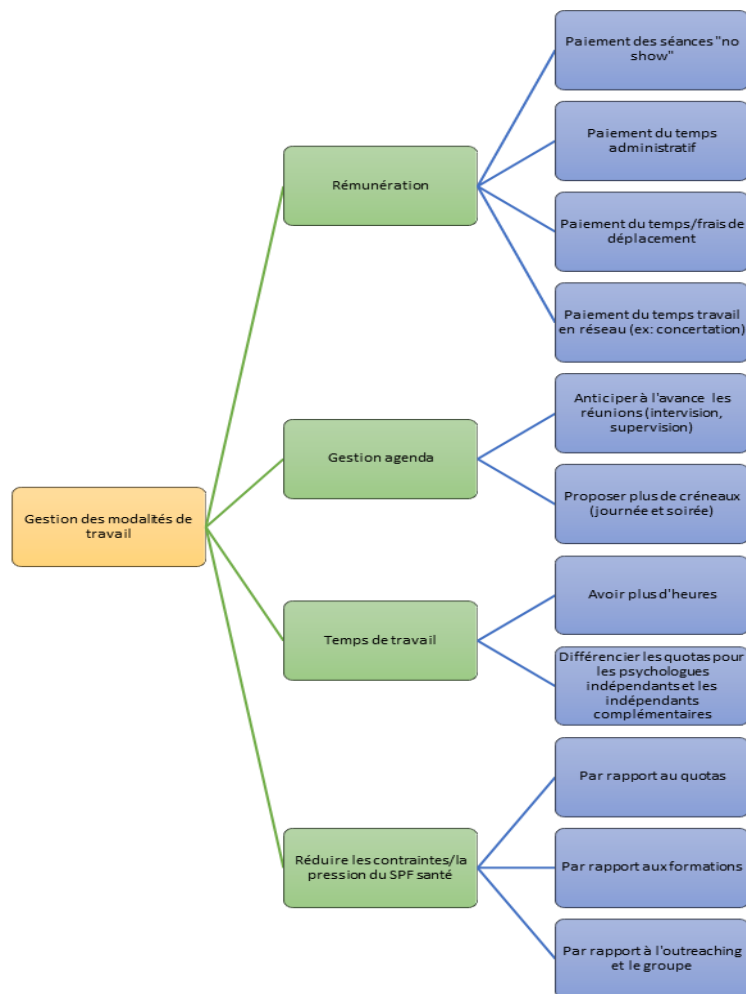 Paiement des séances "no
show"
Paiement du temps
administratif
Rémunération
Paiement du temps/frais de
déplacement
Paiement du temps travail
en réseau (ex: concertation)
Anticiper à l'avance les
réunions (intervision,
supervision)
Gestion agenda
Proposer plus de créneaux
(journée et soirée)
Gestion des modalités de
travail
Avoir plus d'heures
Temps de travail
Différencier les quotas pour
les psychologues
indépendants et les
indépendants
complémentaires
Par rapport au quotas
Réduire les contraintes/la
pression du SPF santé
Par rapport aux formations
Par rapport à l'outreaching
et le groupe